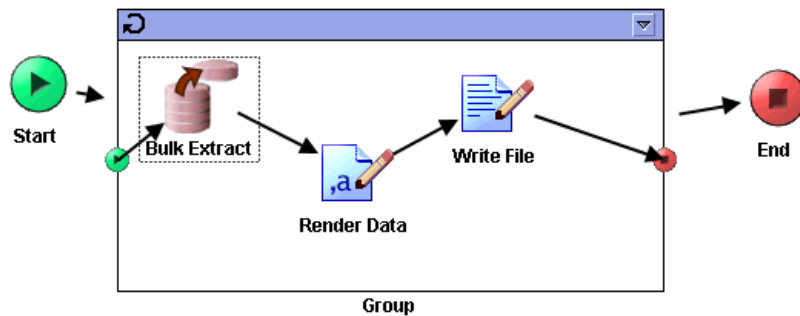 Start
Bulk Extract
,a
Render Data
Write File
End
Group